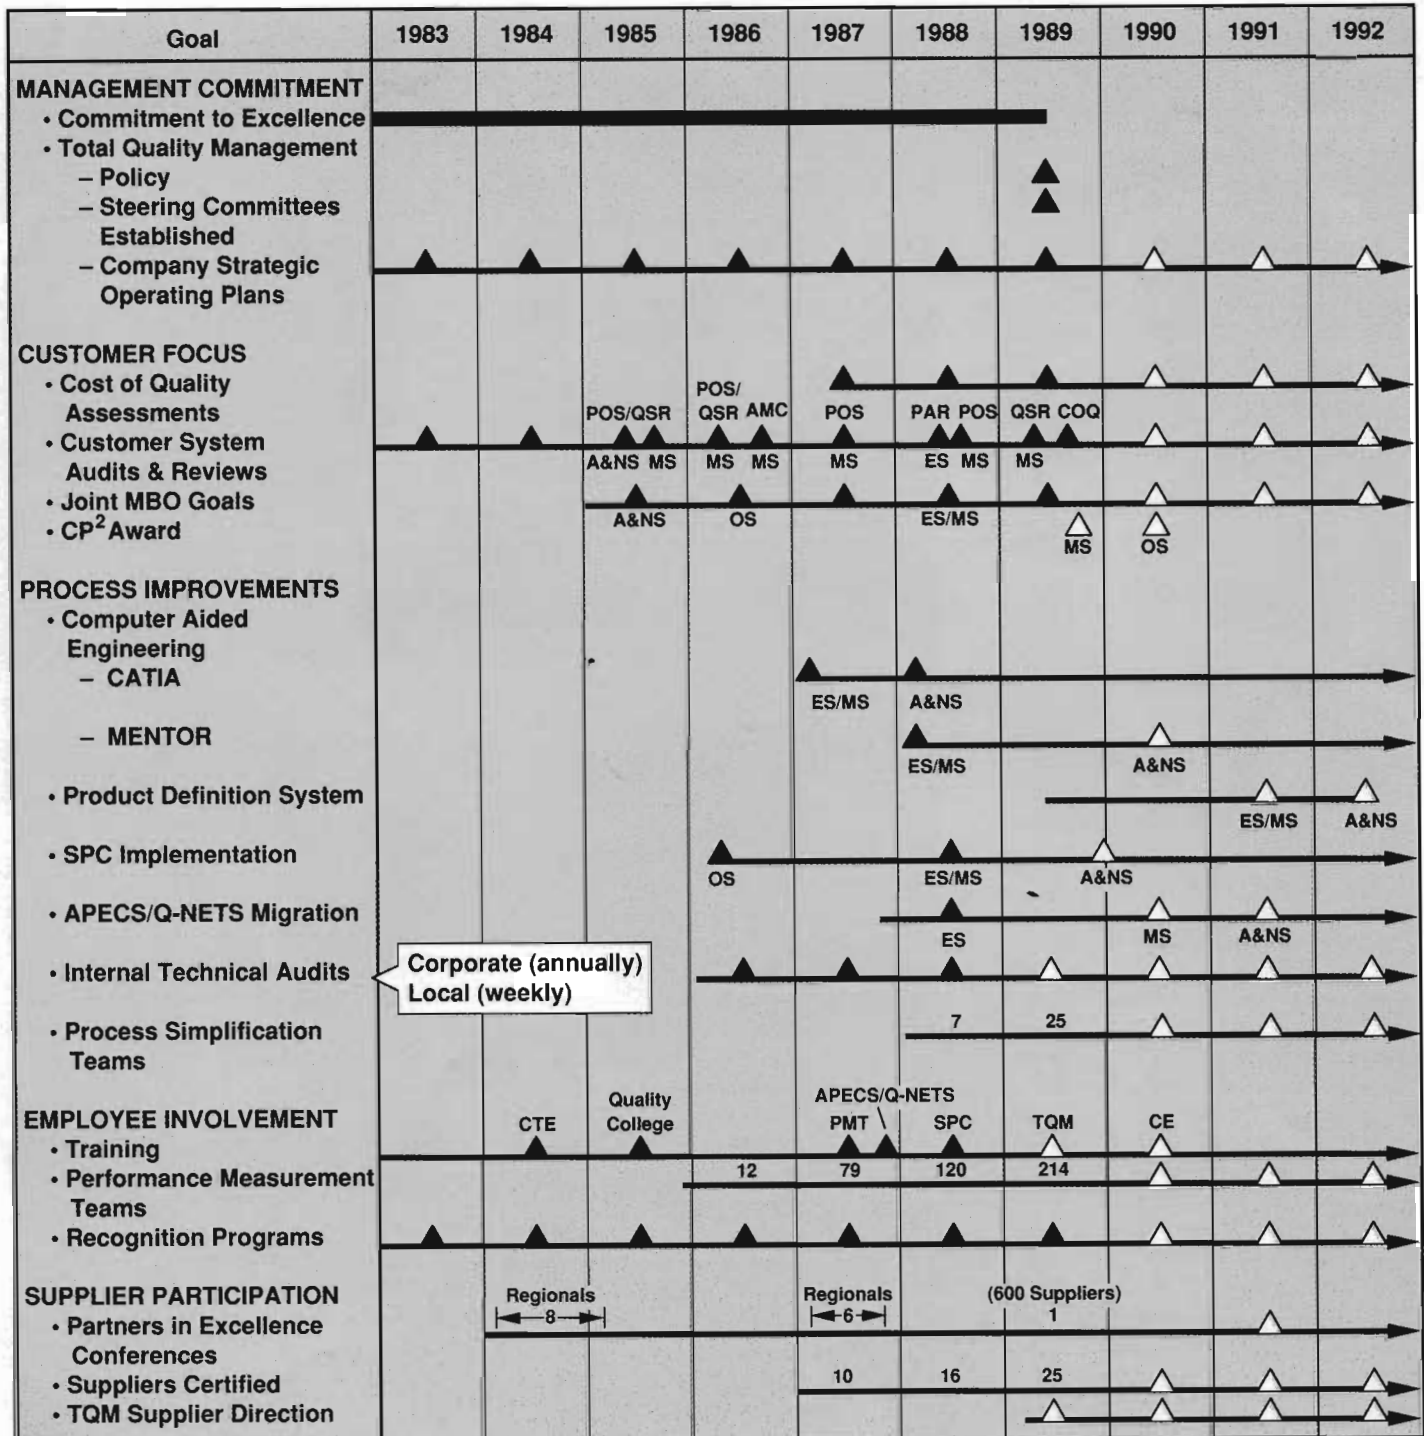 Goal 1983 1984 1985 1986 1987 1988 1989 1990 1991 1992
MANAGEMENT COMMITMENT
• Commitment to Excellence
• Total Quality Management
– Policy
– Steering Committees
Established
– Company Strategic
Operating Plans
CUSTOMER FOCUS
• Cost of Quality
Assessments
POS/
POS/QSR QSR AMC POS PAR POS QSR COQ
• Customer System
Audits & Reviews
A&NS MS MS MS MS ES MS MS
• Joint MBO Goals
A&NS OS ES/MS
• CP2 Award
MS OS
PROCESS IMPROVEMENTS
• Computer Aided
Engineering
– CATIA
ES/MS A&NS
– MENTOR
ES/MS A&NS
• Product Definition System
ES/MS A&NS
• SPC Implementation
OS ES/MS A&NS
• APECS/Q-NETS Migration
ES MS A&NS
• Internal Technical Audits
Corporate (annually)
Local (weekly)
• Process Simplification
Teams
7 25
EMPLOYEE INVOLVEMENT
Quality APECS/Q-NETS
CTE College PMT SPC TQM CE
• Training
• Performance Measurement
Teams
12 79 120 214
• Recognition Programs
SUPPLIER PARTICIPATION
Regionals Regionals (600 Suppliers)
8 6 1
• Partners in Excellence
Conferences
• Suppliers Certified
10 16 25
• TQM Supplier Direction